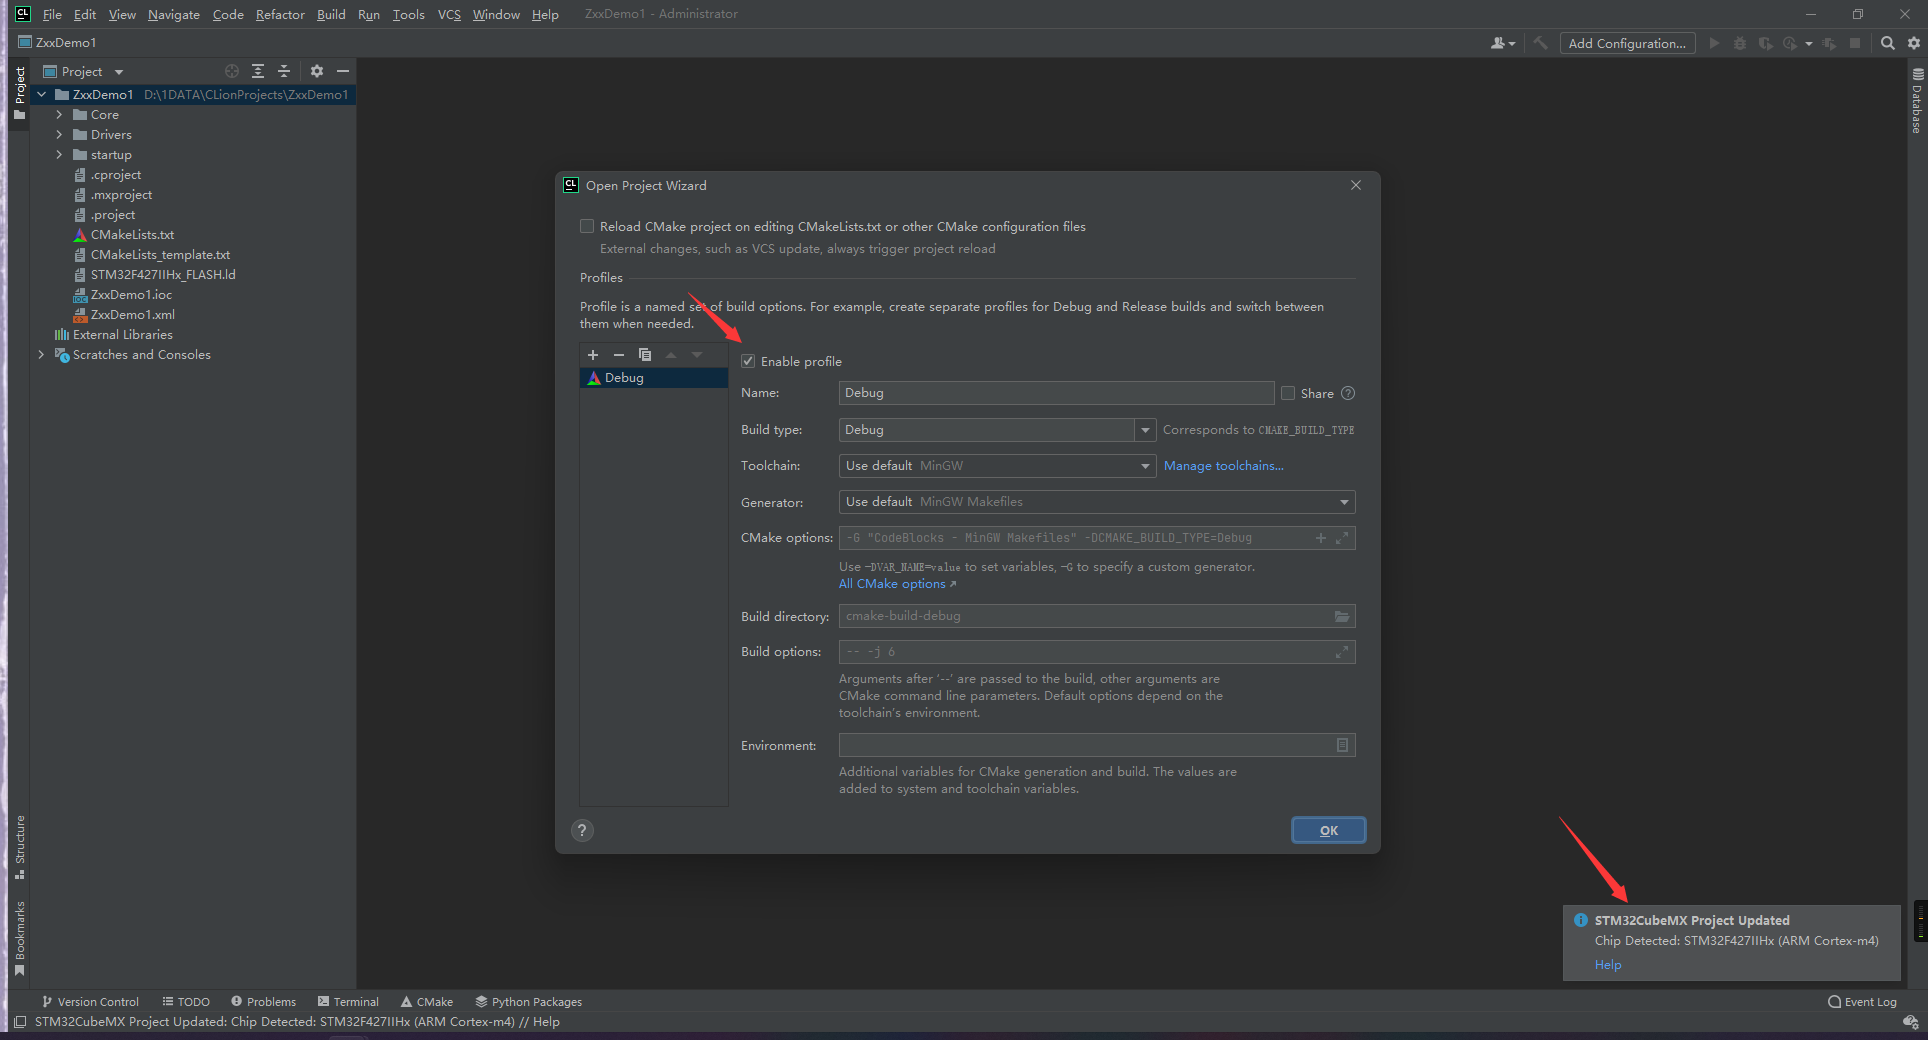 CL File Edit View Navigate Code Refactor Build Run Tools VCS Window Help ZxxDemo1 - Administrator
ZxxDemo1
Add Configuration...
Project
Project
Database
ZxxDemo1 D:\1DATA\CLionProjects\ZxxDemo1
Core
Drivers
startup
.cproject
.mxproject
.project
CMakeLists.txt
CMakeLists_template.txt
STM32F427IIHx_FLASH.ld
ZxxDemo1.ioc
ZxxDemo1.xml
External Libraries
Scratches and Consoles
CL Open Project Wizard
Reload CMake project on editing CMakeLists.txt or other CMake configuration files
External changes, such as VCS update, always trigger project reload
Profiles
Profile is a named set of build options. For example, create separate profiles for Debug and Release builds and switch between
them when needed.
Debug
Enable profile
Name: Debug Share ?
Build type: Debug Corresponds to CMAKE_BUILD_TYPE
Toolchain: Use default MinGW Manage toolchains...
Generator: Use default MinGW Makefiles
CMake options: -G "CodeBlocks - MinGW Makefiles" -DCMAKE_BUILD_TYPE=Debug
Use -DVAR_NAME=value to set variables, -G to specify a custom generator.
All CMake options ↗
Build directory: cmake-build-debug
Build options: -- -j 6
Arguments after '--' are passed to the build, other arguments are
CMake command line parameters. Default options depend on the
toolchain's environment.
Environment:
Additional variables for CMake generation and build. The values are
added to system and toolchain variables.
? OK
Structure
Bookmarks
STM32CubeMX Project Updated
Chip Detected: STM32F427IIHx (ARM Cortex-m4)
Help
Version Control TODO Problems Terminal CMake Python Packages Event Log
STM32CubeMX Project Updated: Chip Detected: STM32F427IIHx (ARM Cortex-m4) // Help